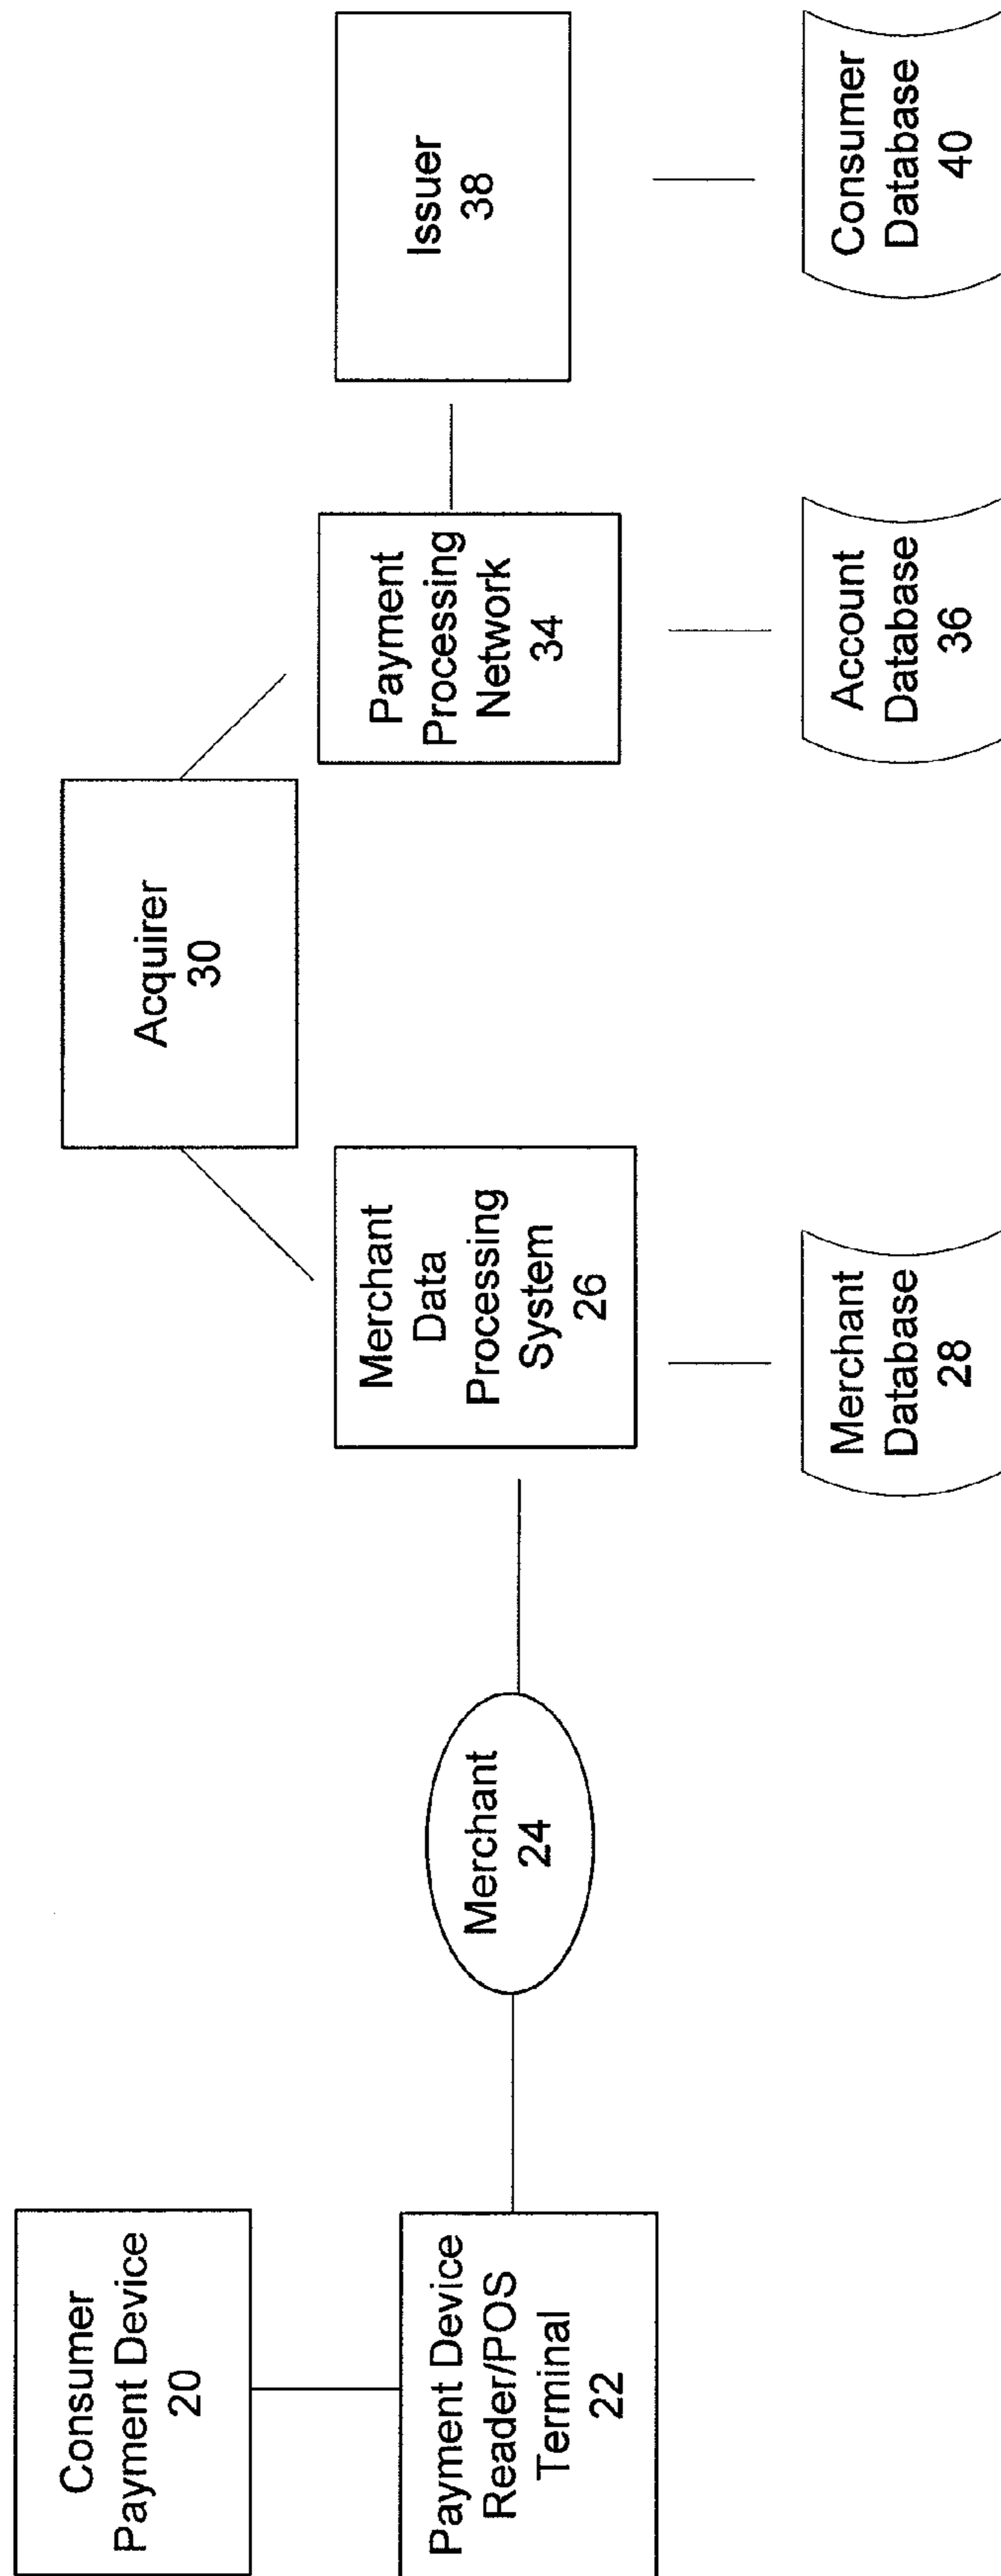 Consumer
Payment Device
20
Payment Device
Reader/POS
Terminal
22
Merchant
24
Merchant
Data
Processing
System
26
Merchant
Database
28
Acquirer
30
Payment
Processing
Network
34
Account
Database
36
Issuer
38
Consumer
Database
40